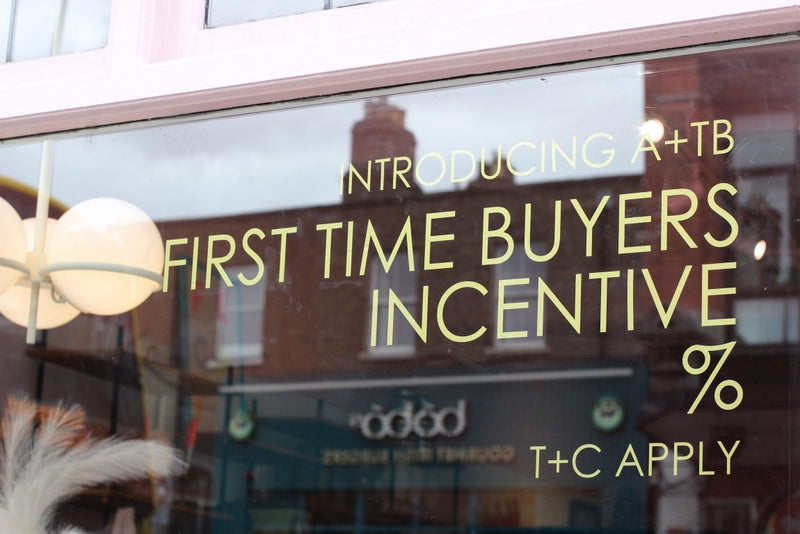 INTRODUCING A+TB
FIRST TIME BUYERS
INCENTIVE
%
T+C APPLY